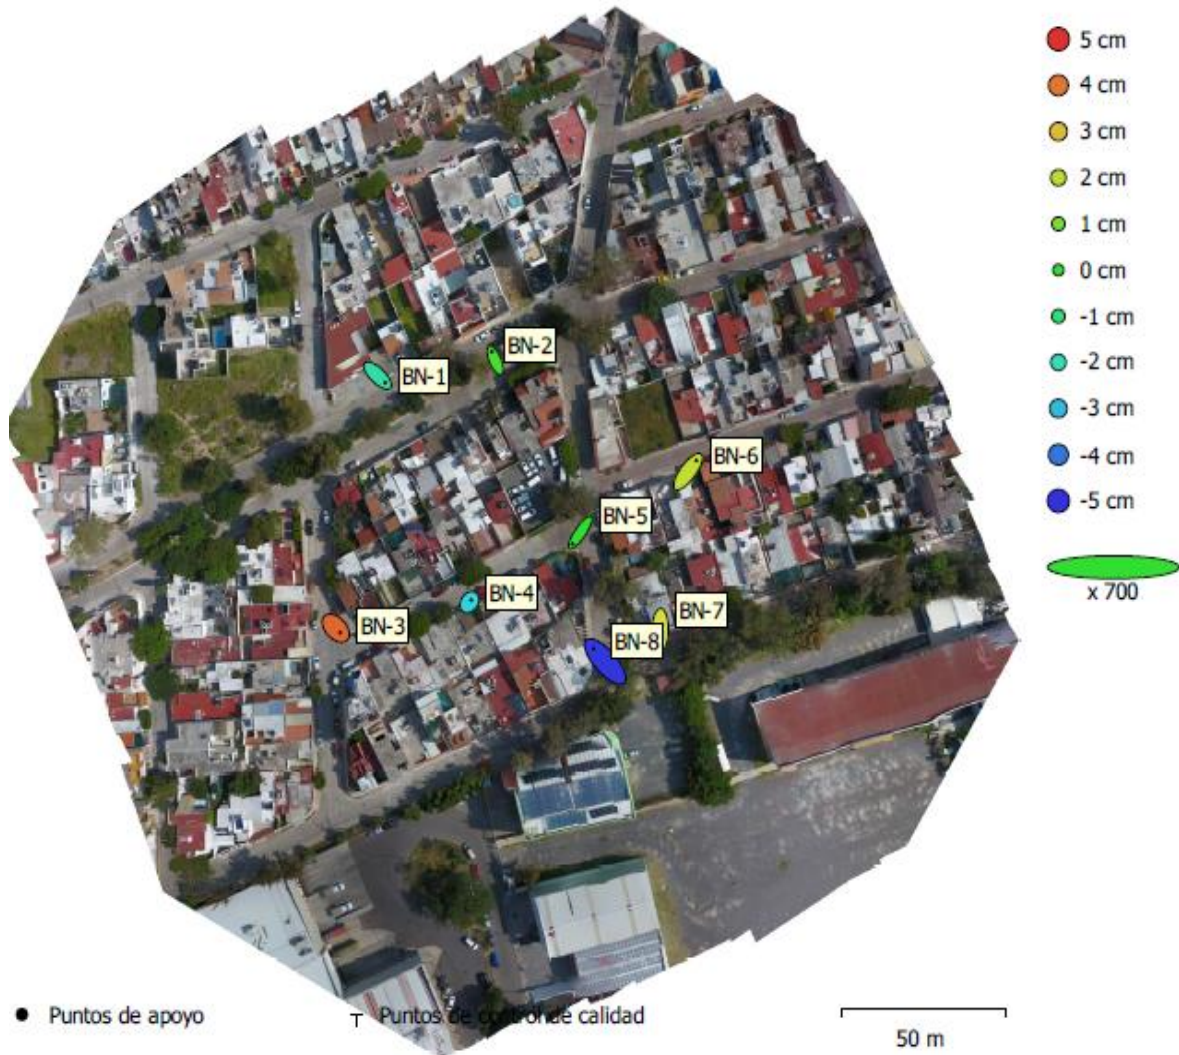 5 cm
4 cm
3 cm
2 cm
1 cm
0 cm
-1 cm
-2 cm
-3 cm
-4 cm
-5 cm
x 700
BN-2
BN-1
BN-6
BN-5
BN-4
BN-7
BN-3
BN-8
Puntos de apoyo
Puntos de control de calidad
50 m